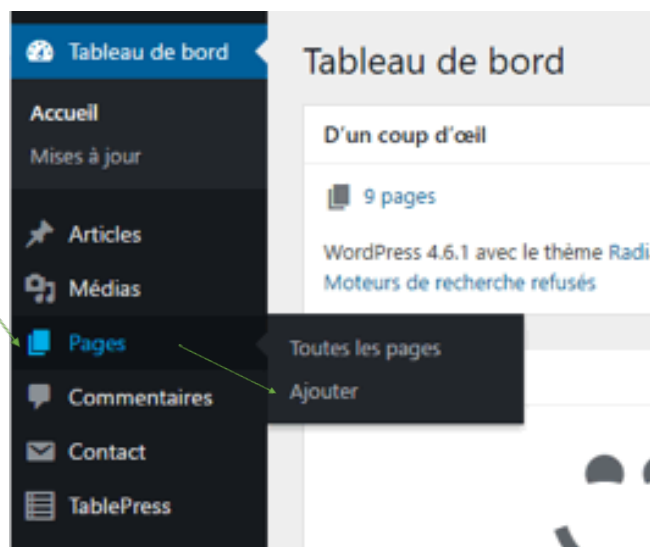 Tableau de bord
Accueil
Mises à jour
Articles
Médias
Pages
Commentaires
Contact
TablePress
Toutes les pages
Ajouter
Tableau de bord
D'un coup d'œil
9 pages
WordPress 4.6.1 avec le thème
Moteurs de recherche refusés